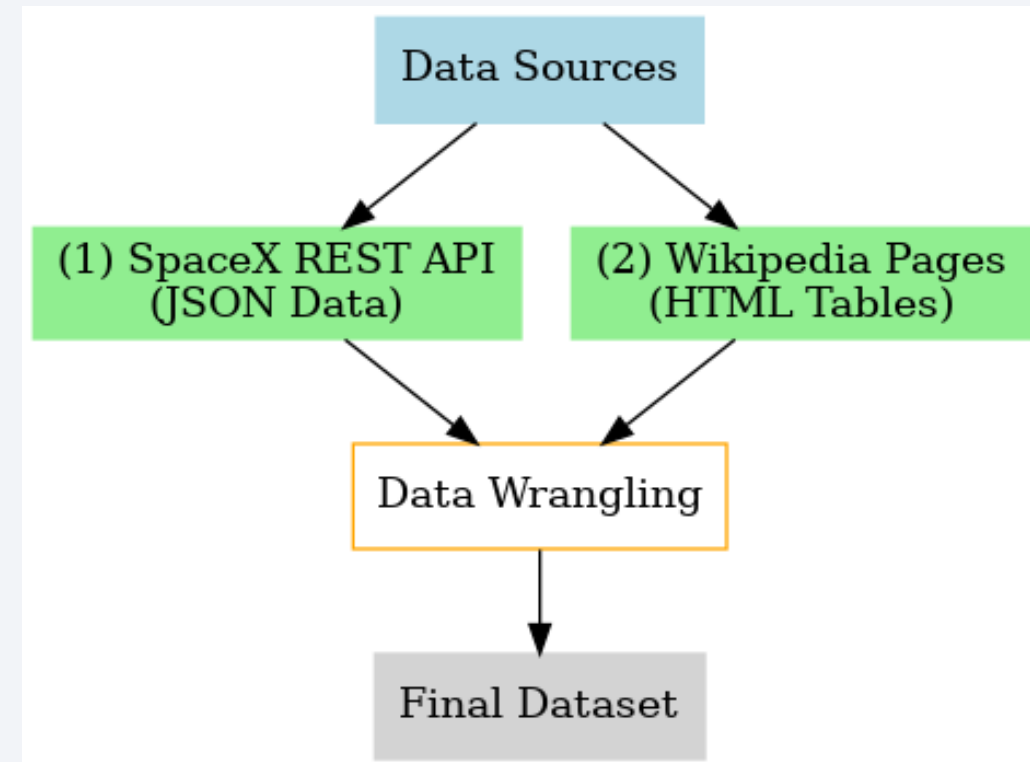 Data Sources
(1) SpaceX REST API
(JSON Data)
(2) Wikipedia Pages
(HTML Tables)
Data Wrangling
Final Dataset